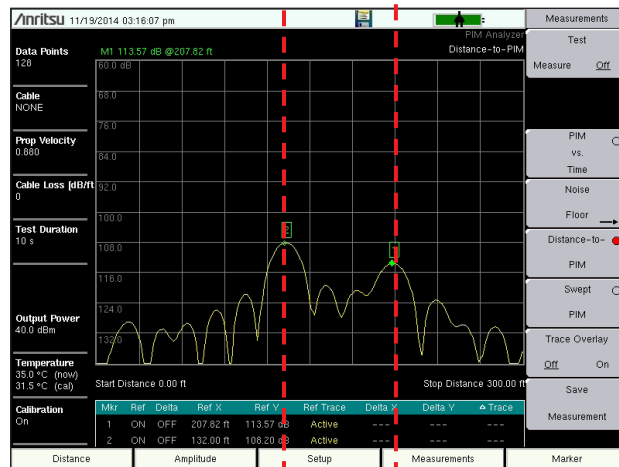 Anritsu 11/19/2014 03:16:07 pm
Data Points
128
Cable
NONE
Prop Velocity
0.880
Cable Loss [dB/ft
0
Test Duration
10 s
Output Power
40.0 dBm
Temperature
35.0 °C (now)
31.5 °C (cal)
Calibration
On
PIM Analyzer
M1 113.57 dB @207.82 ft
Distance-to-PIM
60.0 dB
68.0
76.0
84.0
92.0
100.0
108.0
116.0
124.0
132.0
2
Start Distance 0.00 ft
Stop Distance 300.00 ft
Mkr Ref Delta Ref X Ref Y Ref Trace Delta X Delta Y Trace
1 ON OFF 207.82 ft 113.57 dB Active --- --- ---
2 ON OFF 132.00 ft 108.20 dB Active --- --- ---
Measurements
Test
Measure Off
PIM
vs.
Time
Noise
Floor
Distance-to-
PIM
Swept
PIM
Trace Overlay
Off On
Save
Measurement
Distance
Amplitude
Setup
Measurements
Marker